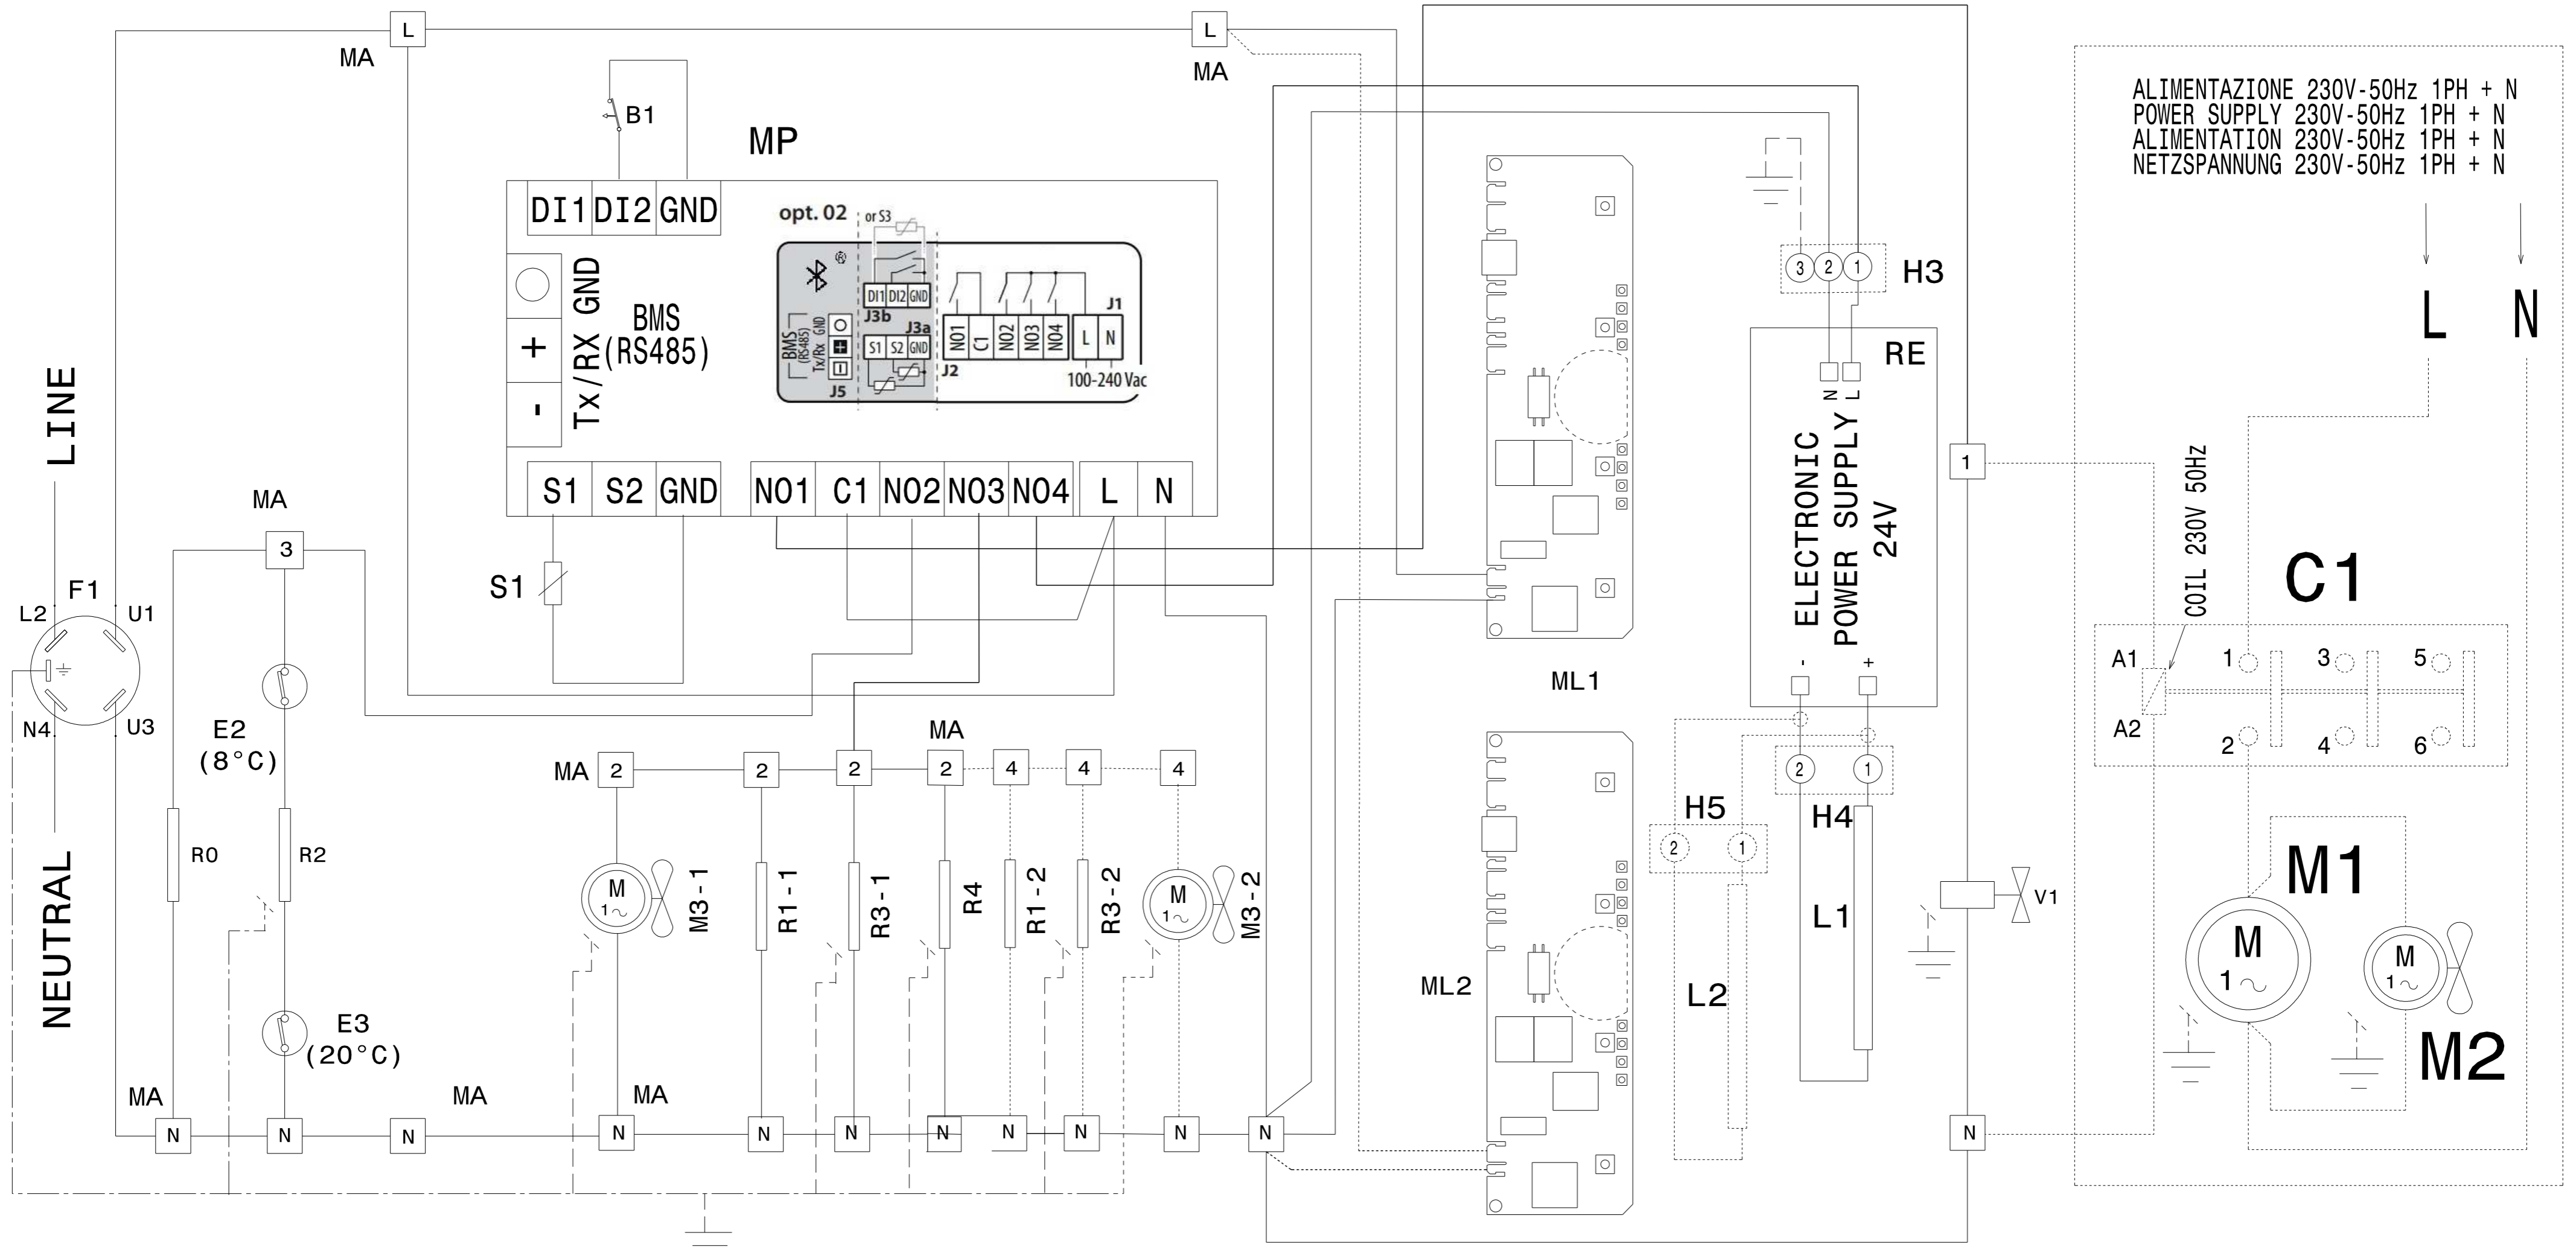 L
MA
L
MA
B1
MP
DI1 DI2 GND
Tx/RX GND
+
-
BMS
(RS485)
opt. 02
or S3
®
DI1 DI2 GND
J3b
J3a
S1 S2 GND
BMS
(RS485)
Tx/Rx GND
J5
J2
NO1 C1 NO2 NO3 NO4
J1
L N
100-240 Vac
S1 S2 GND
NO1 C1 NO2 NO3 NO4 L N
S1
LINE
NEUTRAL
F1
L2
U1
N4
U3
MA
3
E2
(8°C)
R0
R2
E3
(20°C)
MA
MA
MA
MA
MA
2 2 2 2 4 4 4
M
1~
M3-1
R1-1
R3-1
R4
R1-2
R3-2
M
1~
M3-2
N N N N N N N N N N N
ML1
ML2
3 2 1
H3
RE
N L
ELECTRONIC
POWER SUPPLY
24V
- +
2 1
H4
H5
2 1
L1
L2
1
N
V1
ALIMENTAZIONE 230V-50Hz 1PH + N
POWER SUPPLY 230V-50Hz 1PH + N
ALIMENTATION 230V-50Hz 1PH + N
NETZSPANNUNG 230V-50Hz 1PH + N
L N
COIL 230V 50Hz
C1
A1
A2
1 3 5
2 4 6
M1
M
1~
M
1~
M2